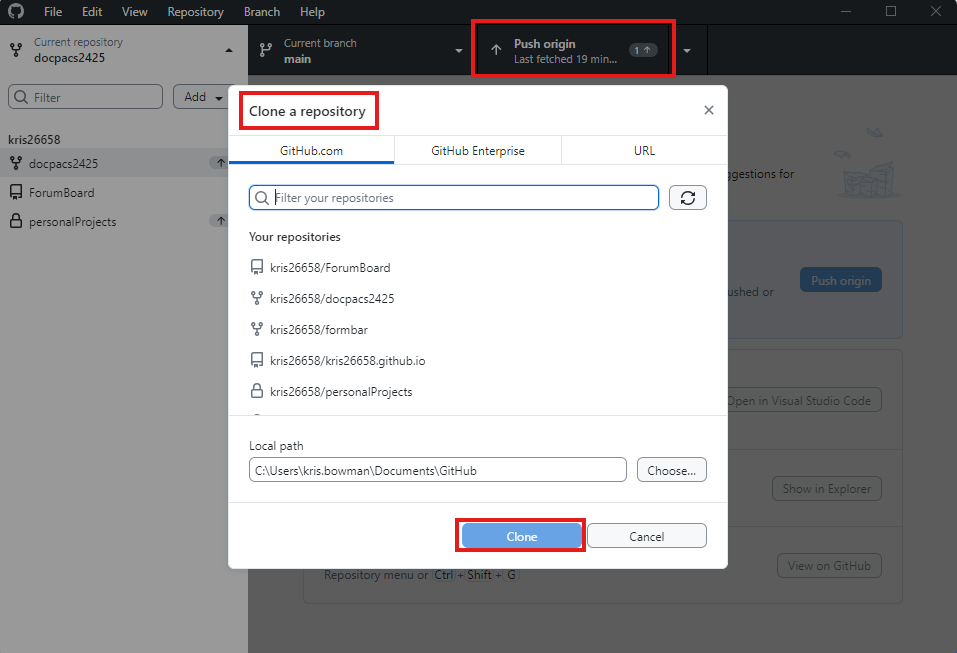 File Edit View Repository Branch Help
Current repository
docpacs2425
Current branch
main
Push origin
Last fetched 19 min...
1
Filter
Add
kris26658
docpacs2425
ForumBoard
personalProjects
Clone a repository
GitHub.com GitHub Enterprise URL
Filter your repositories
Your repositories
kris26658/ForumBoard
kris26658/docpacs2425
kris26658/formbar
kris26658/kris26658.github.io
kris26658/personalProjects
Local path
C:\Users\kris.bowman\Documents\GitHub
Choose...
Clone
Cancel
ggestions for
ushed or
Push origin
Open in Visual Studio Code
Show in Explorer
View on GitHub
Repository menu or Ctrl + Shift + G